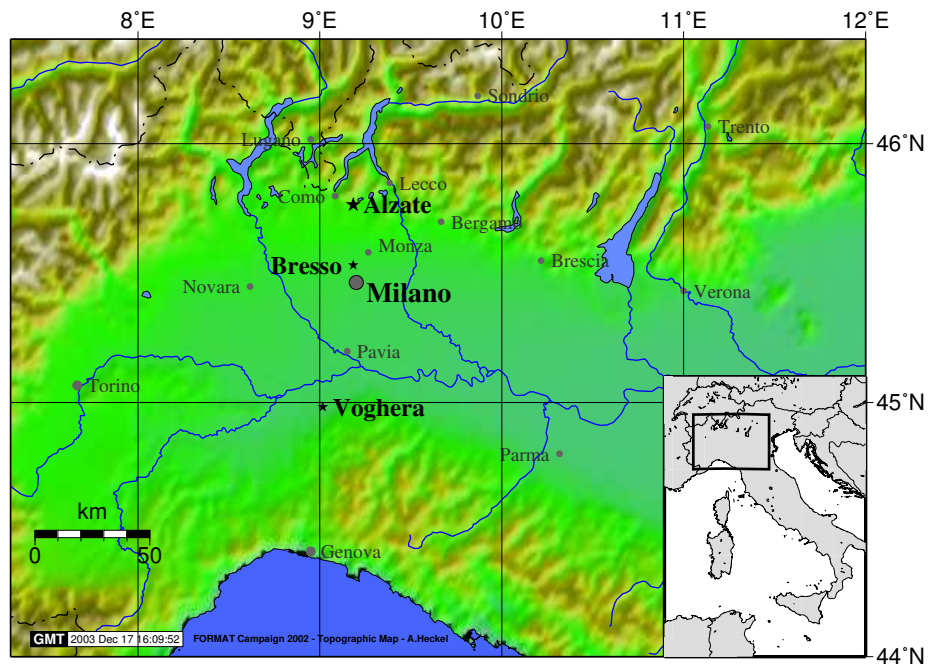 8°E 9°E 10°E 11°E 12°E
Sondrio
Trento
Lugano
46°N
Lecco
Como
Alzate
Bergamo
Monza
Brescia
Bresso
Novara
Milano
Verona
Pavia
Torino
45°N
Voghera
Parma
km
0 50
Genova
GMT 2003 Dec 17 16:09:52 FORMAT Campaign 2002 - Topographic Map - A.Heckel
44°N